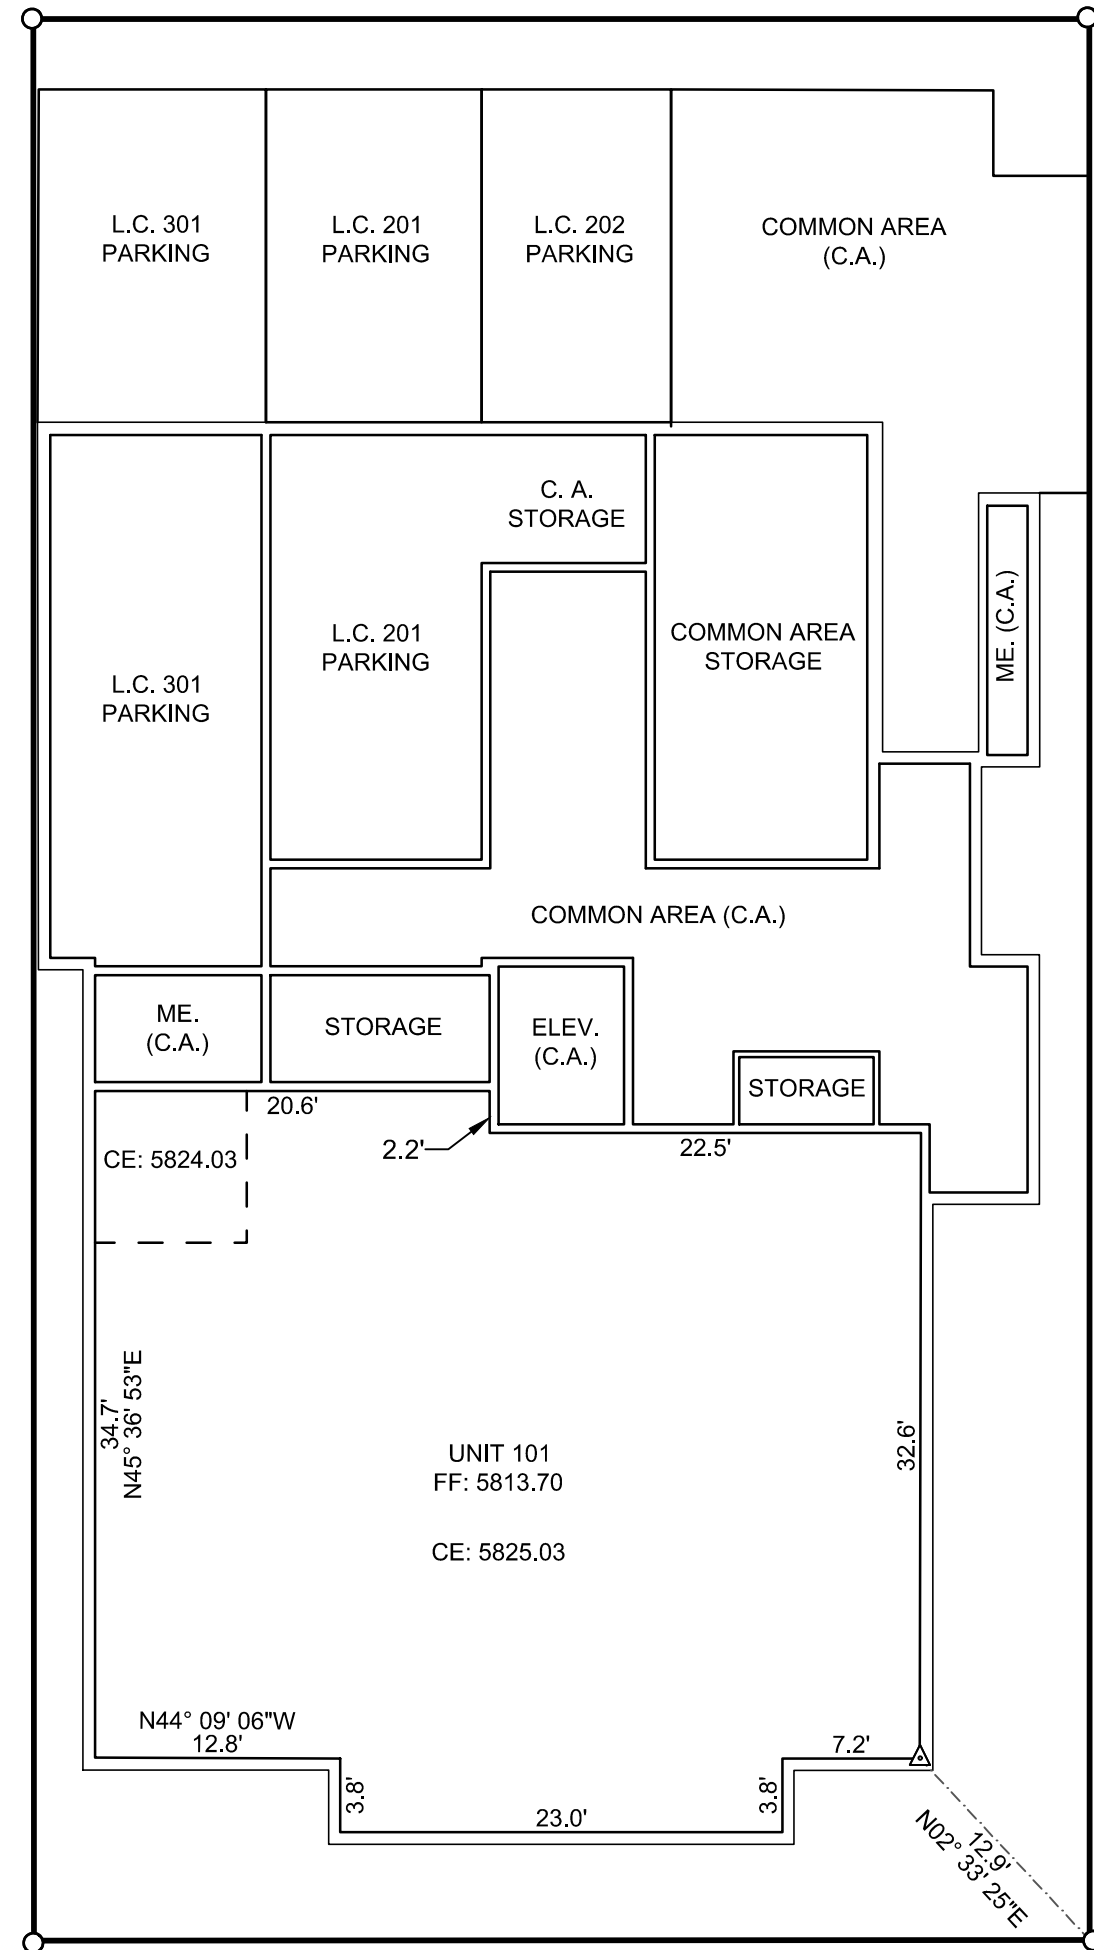 L.C. 301
PARKING
L.C. 201
PARKING
L.C. 202
PARKING
COMMON AREA
(C.A.)
C. A.
STORAGE
L.C. 301
PARKING
L.C. 201
PARKING
COMMON AREA
STORAGE
ME. (C.A.)
COMMON AREA (C.A.)
ME.
(C.A.)
STORAGE
ELEV.
(C.A.)
STORAGE
20.6'
2.2'
22.5'
CE: 5824.03
34.7'
N45° 36' 53"E
UNIT 101
FF: 5813.70
CE: 5825.03
32.6'
N44° 09' 06"W
12.8'
3.8'
23.0'
3.8'
7.2'
12.9'
N02° 33' 25"E